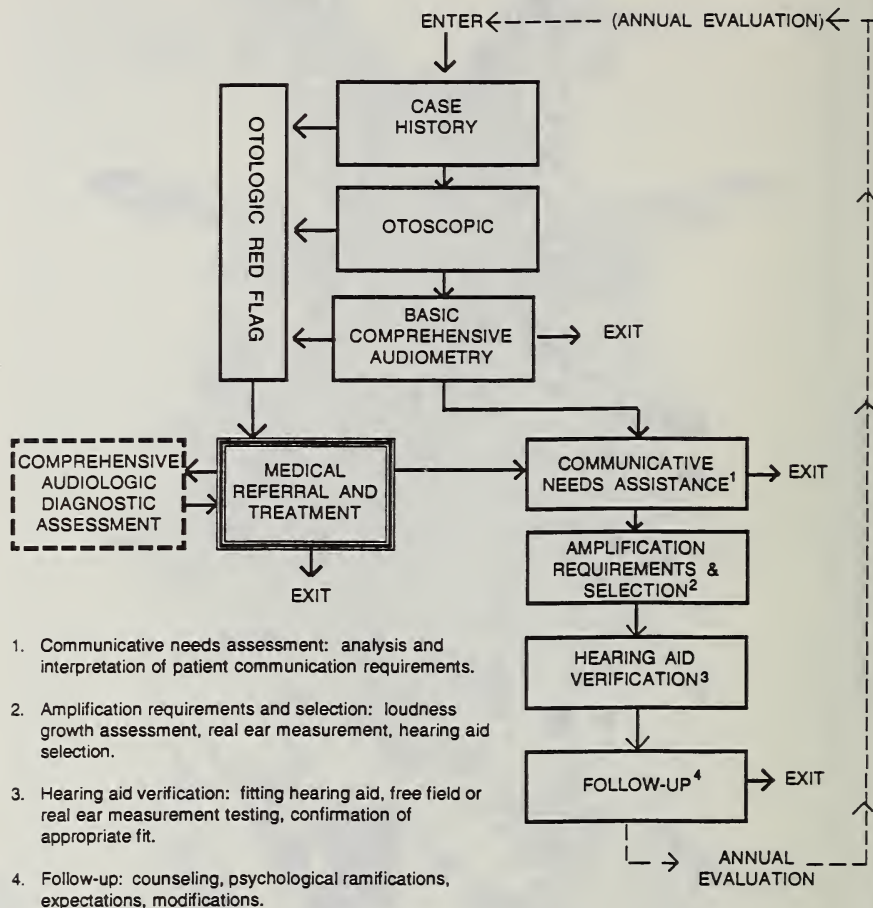 ENTER (ANNUAL EVALUATION)
CASE
HISTORY
OTOLOGIC RED FLAG
OTOSCOPIC
BASIC
COMPREHENSIVE
AUDIOMETRY
EXIT
COMPREHENSIVE
AUDIOLOGIC
DIAGNOSTIC
ASSESSMENT
MEDICAL
REFERRAL AND
TREATMENT
EXIT
COMMUNICATIVE
NEEDS ASSISTANCE¹
EXIT
AMPLIFICATION
REQUIREMENTS &
SELECTION²
HEARING AID
VERIFICATION³
FOLLOW-UP⁴
EXIT
ANNUAL
EVALUATION
1. Communicative needs assessment: analysis and
interpretation of patient communication requirements.
2. Amplification requirements and selection: loudness
growth assessment, real ear measurement, hearing aid
selection.
3. Hearing aid verification: fitting hearing aid, free field or
real ear measurement testing, confirmation of
appropriate fit.
4. Follow-up: counseling, psychological ramifications,
expectations, modifications.